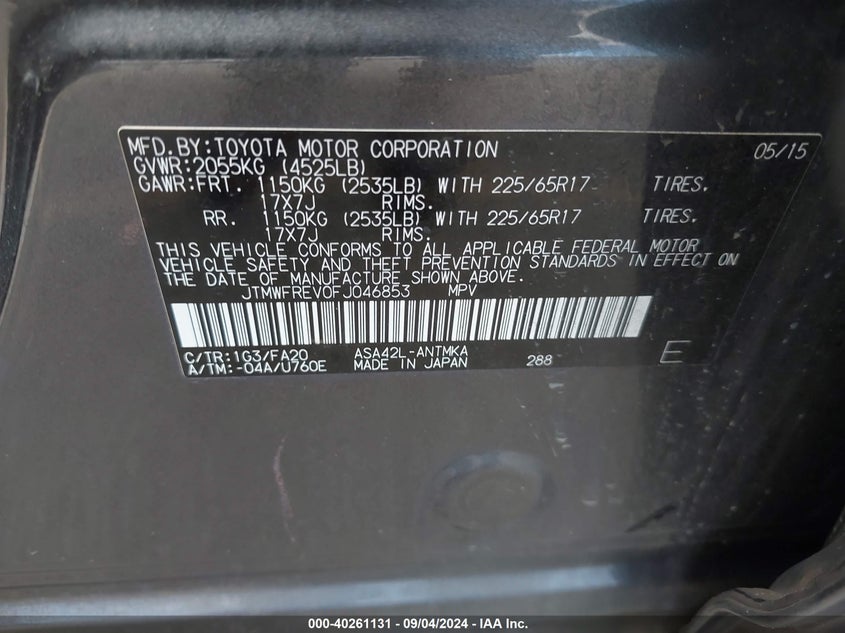 MFD.BY:TOYOTA MOTOR CORPORATION 05/15
GVWR:2055KG (4525LB)
GAWR:FRT. 1150KG (2535LB) WITH 225/65R17 TIRES.
17X7J RIMS.
RR. 1150KG (2535LB) WITH 225/65R17 TIRES.
17X7J RIMS.
THIS VEHICLE CONFORMS TO ALL APPLICABLE FEDERAL MOTOR
VEHICLE SAFETY AND THEFT PREVENTION STANDARDS IN EFFECT ON
THE DATE OF MANUFACTURE SHOWN ABOVE.
JTMWFREV0FJ046853 MPV
C/TR:1G3/FA20 ASA42L-ANTMKA 288 E
A/TM:-04A/U760E MADE IN JAPAN
000-40261131 - 09/04/2024 - IAA Inc.